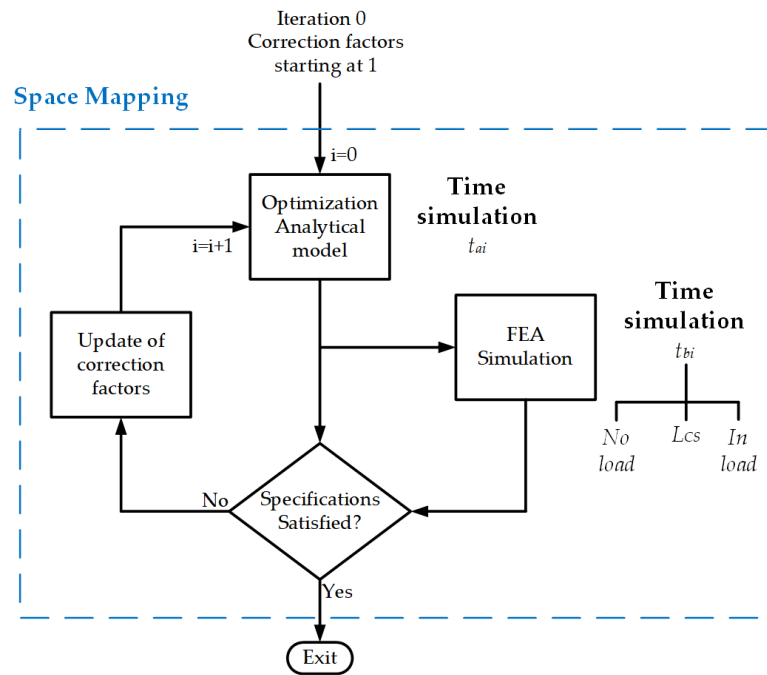 Iteration 0
Correction factors
starting at 1
Space Mapping
i=0
Optimization
Analytical
model
Time
simulation
tai
i=i+1
Update of
correction
factors
FEA
Simulation
Time
simulation
tbi
No
load
Lcs
In
load
No
Specifications
Satisfied?
Yes
Exit